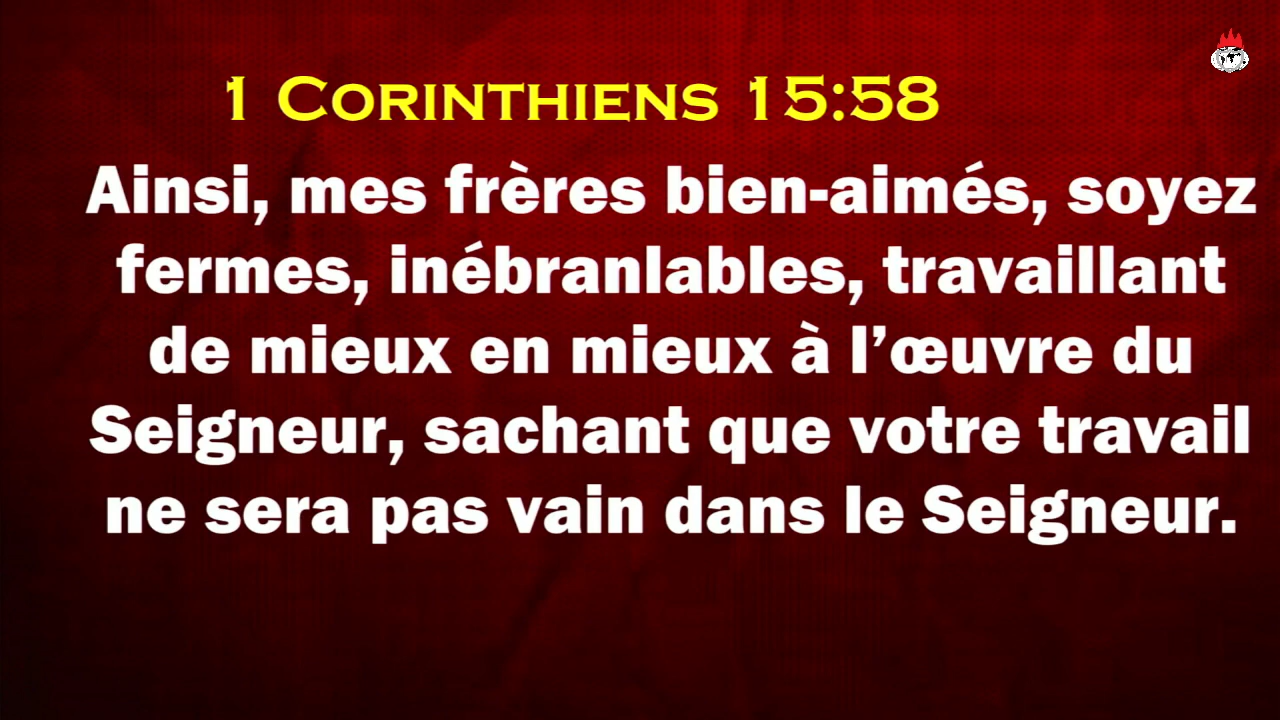 1 Corinthiens 15:58
Ainsi, mes frères bien-aimés, soyez
fermes, inébranlables, travaillant
de mieux en mieux à l’œuvre du
Seigneur, sachant que votre travail
ne sera pas vain dans le Seigneur.